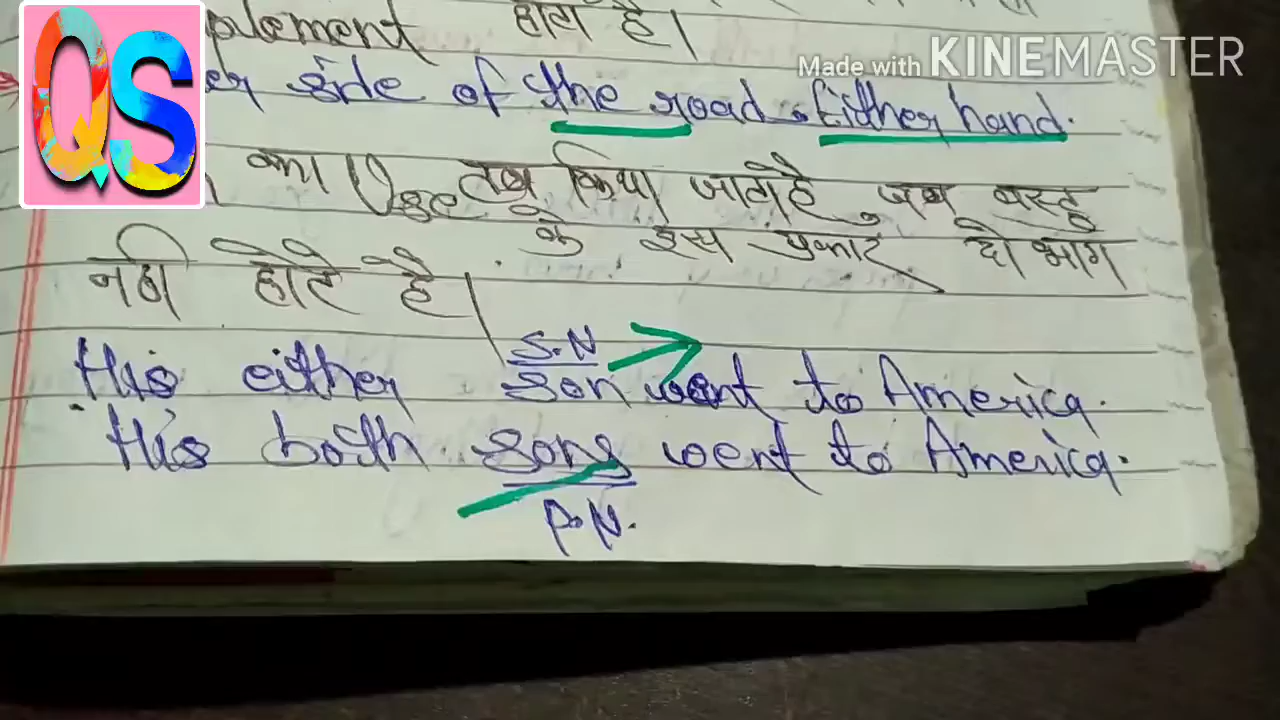 plement होता है।
Made with KINEMASTER
QS
er side of the road. Either hand.
का Use तब किया जाता है, जब वस्तु
के इस प्रकार दो भाग
नही होते है।
S.N
His either son went to America.
His both sons went to America.
P.N.